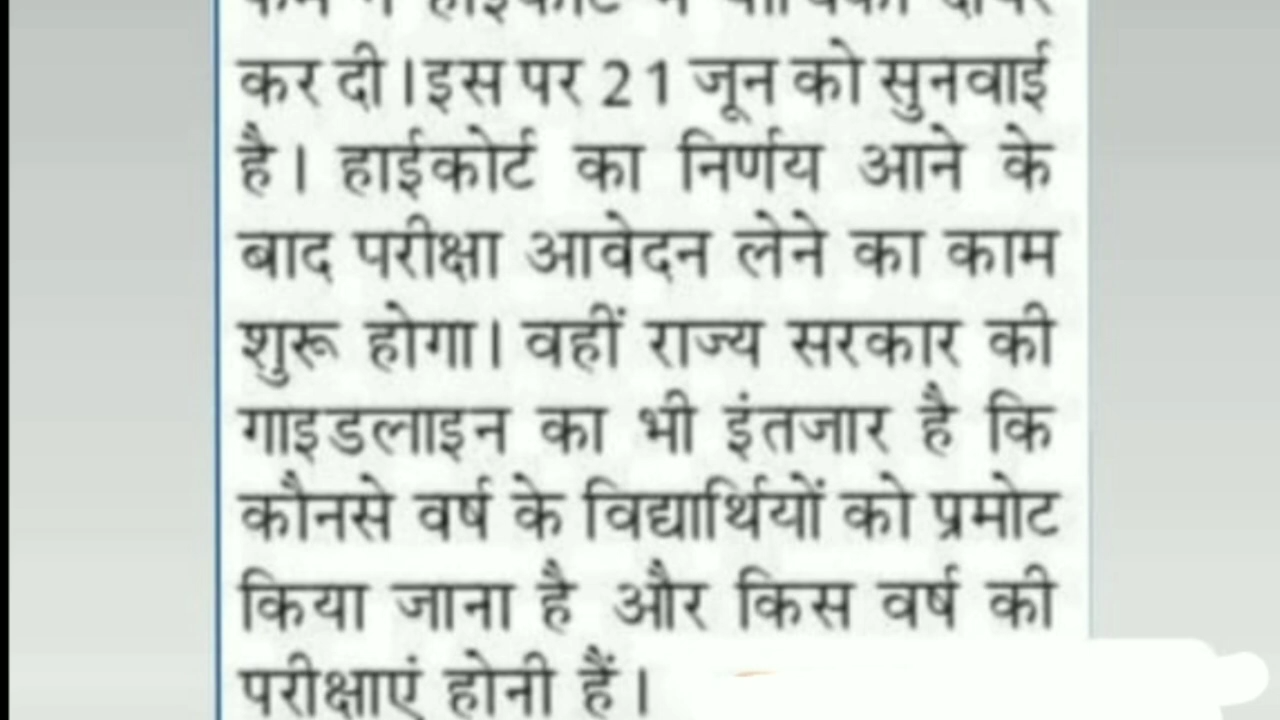 कर दी।इस पर 21 जून को सुनवाई
है। हाईकोर्ट का निर्णय आने के
बाद परीक्षा आवेदन लेने का काम
शुरू होगा। वहीं राज्य सरकार की
गाइडलाइन का भी इंतजार है कि
कौनसे वर्ष के विद्यार्थियों को प्रमोट
किया जाना है और किस वर्ष की
परीक्षाएं होनी हैं।